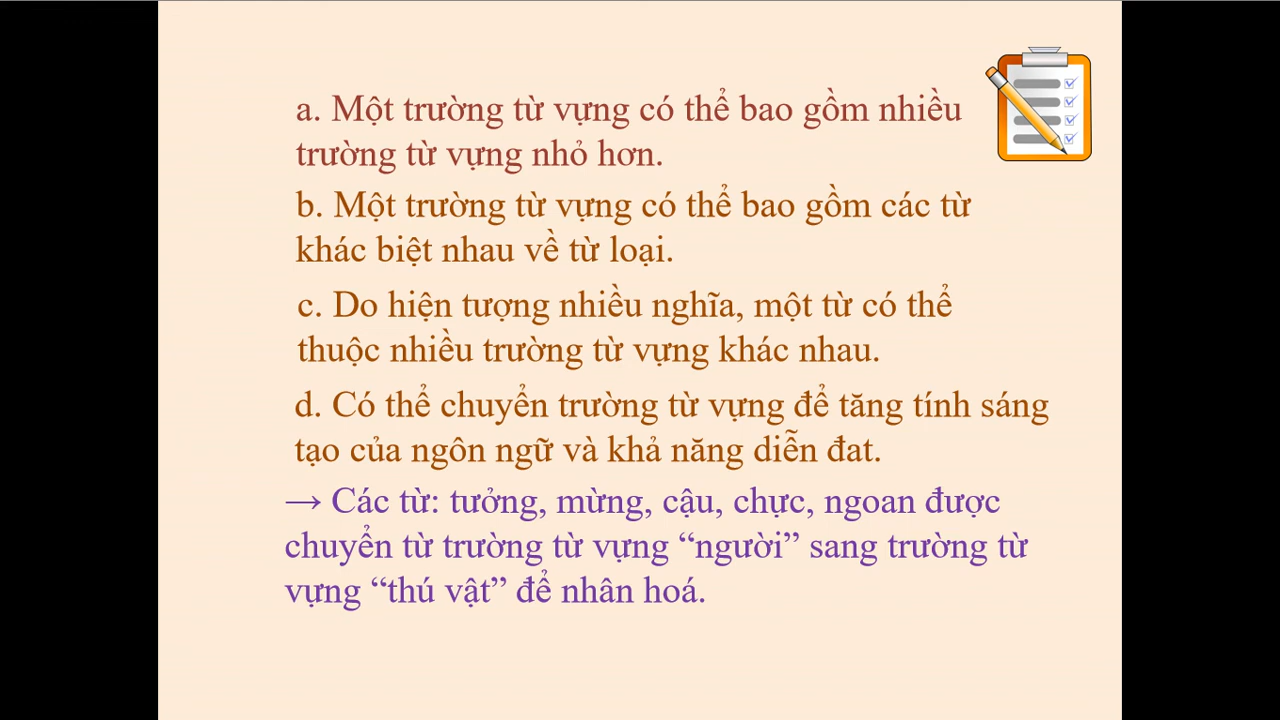 a. Một trường từ vựng có thể bao gồm nhiều
trường từ vựng nhỏ hơn.
b. Một trường từ vựng có thể bao gồm các từ
khác biệt nhau về từ loại.
c. Do hiện tượng nhiều nghĩa, một từ có thể
thuộc nhiều trường từ vựng khác nhau.
d. Có thể chuyển trường từ vựng để tăng tính sáng
tạo của ngôn ngữ và khả năng diễn đat.
→ Các từ: tưởng, mừng, cậu, chực, ngoan được
chuyển từ trường từ vựng “người” sang trường từ
vựng “thú vật” để nhân hoá.